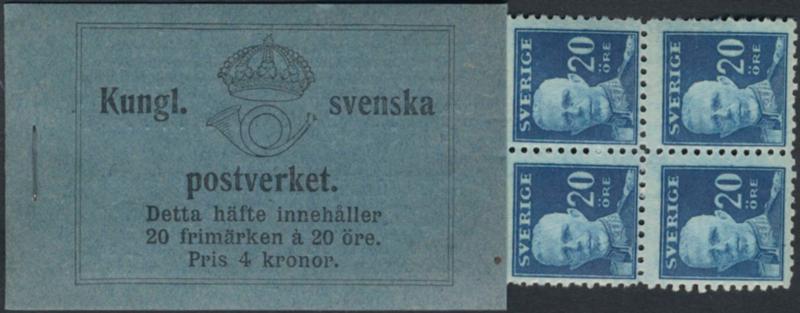 Kungl. svenska
postverket.
Detta häfte innehåller
20 frimärken à 20 öre.
Pris 4 kronor.
SVERIGE 20 ÖRE
SVERIGE 20 ÖRE
SVERIGE 20 ÖRE
SVERIGE 20 ÖRE